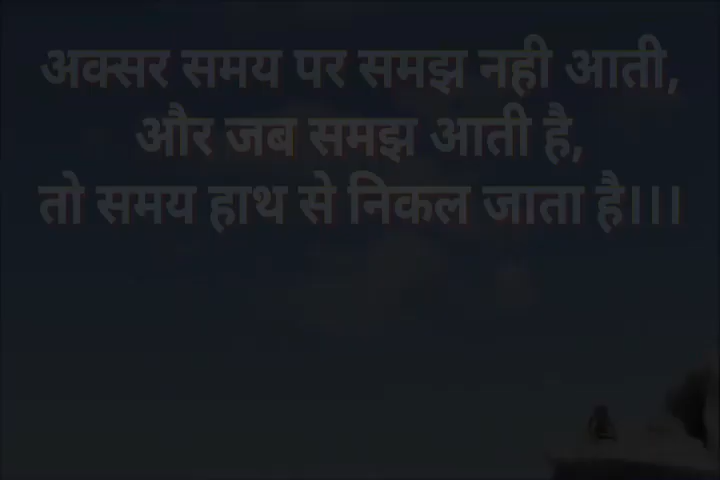 अक्सर समय पर समझ नही आती,
और जब समझ आती है,
तो समय हाथ से निकल जाता है।।।